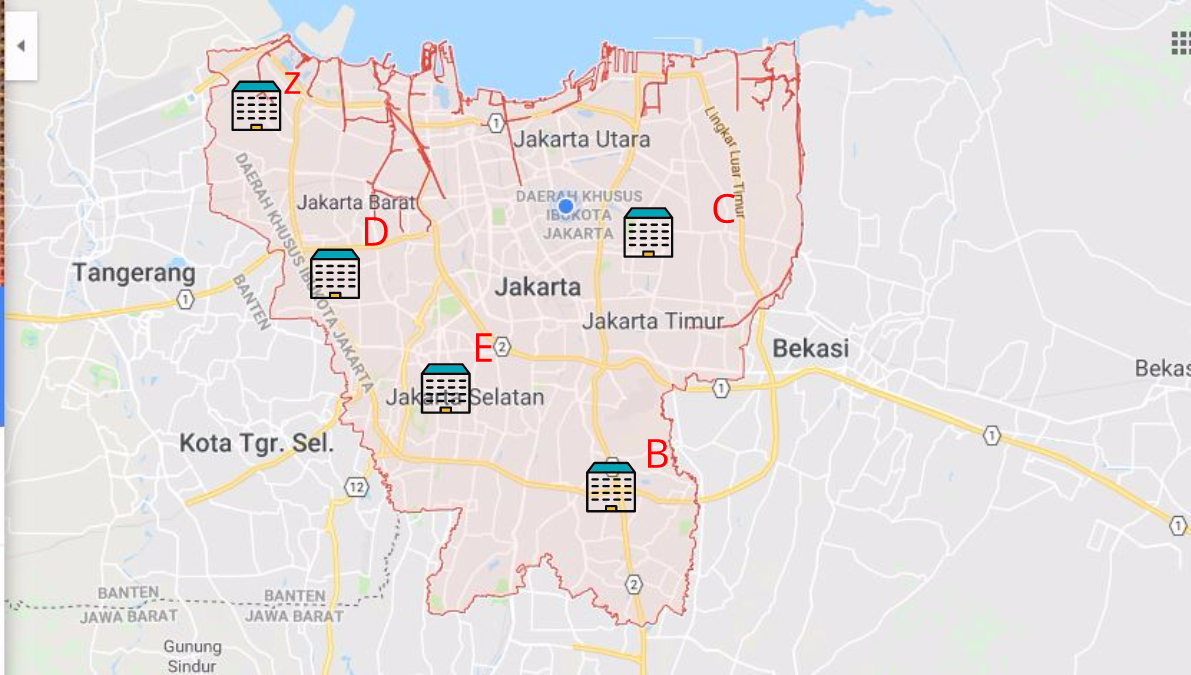 z
1
Jakarta Utara
Lingkar Luar Timur
DAERAH KHUSUS
IBUKOTA
JAKARTA
Jakarta Barat
C
D
DAERAH KHUSUS IBUKOTA JAKARTA
BANTEN
Tangerang
1
Jakarta
Jakarta Timur
E
2
Bekasi
Bekas
1
Jakarta Selatan
Kota Tgr. Sel.
B
1
12
1
2
BANTEN
JAWA BARAT
BANTEN
JAWA BARAT
Gunung
Sindur